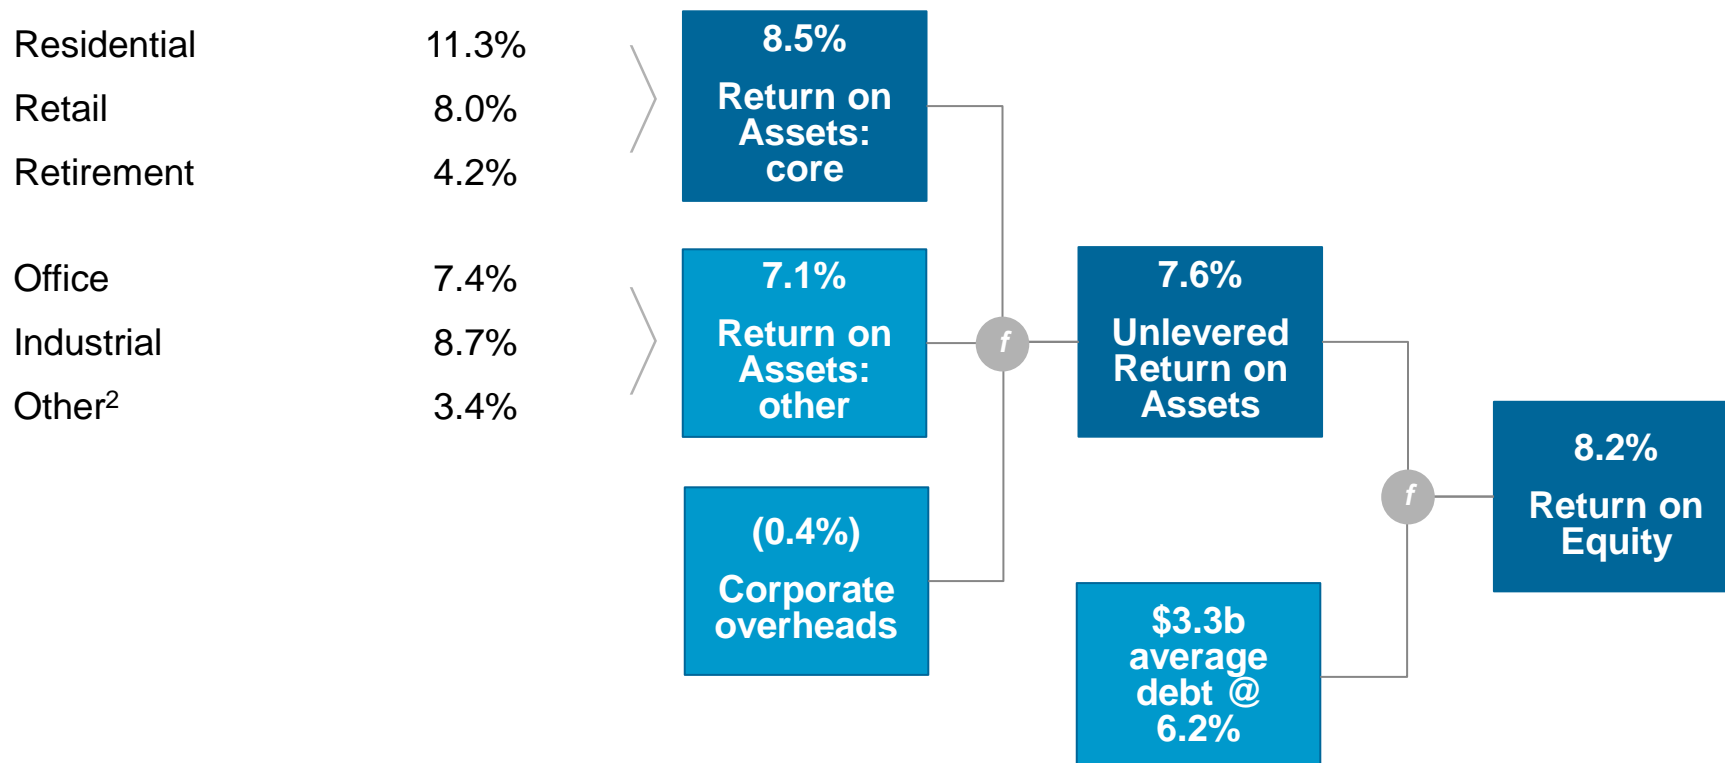 Residential 11.3%
Retail 8.0%
Retirement 4.2%
Office 7.4%
Industrial 8.7%
Other² 3.4%
8.5%
Return on
Assets:
core
7.1%
Return on
Assets:
other
(0.4%)
Corporate
overheads
f
7.6%
Unlevered
Return on
Assets
$3.3b
average
debt @
6.2%
f
8.2%
Return on
Equity